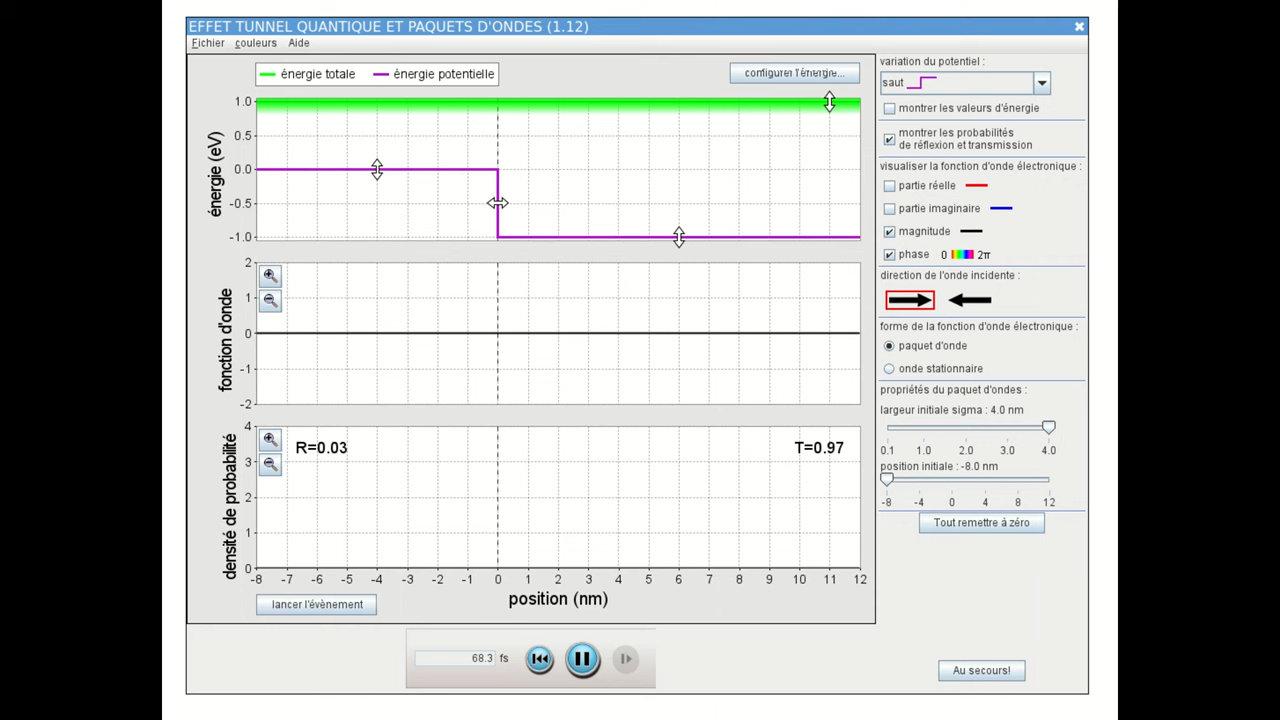 EFFET TUNNEL QUANTIQUE ET PAQUETS D'ONDES (1.12)
Fichier couleurs Aide
énergie totale énergie potentielle
configurer l'énergie...
énergie (eV)
1.0
0.5
0.0
-0.5
-1.0
fonction d'onde
2
1
0
-1
-2
densité de probabilité
4
3
2
1
0
R=0.03 T=0.97
-8 -7 -6 -5 -4 -3 -2 -1 0 1 2 3 4 5 6 7 8 9 10 11 12
position (nm)
lancer l'évènement
68.3 fs
variation du potentiel :
saut
montrer les valeurs d'énergie
montrer les probabilités
de réflexion et transmission
visualiser la fonction d'onde électronique :
partie réelle
partie imaginaire
magnitude
phase 0 2π
direction de l'onde incidente :
forme de la fonction d'onde électronique :
paquet d'onde
onde stationnaire
propriétés du paquet d'ondes :
largeur initiale sigma : 4.0 nm
0.1 1.0 2.0 3.0 4.0
position initiale : -8.0 nm
-8 -4 0 4 8 12
Tout remettre à zéro
Au secours!